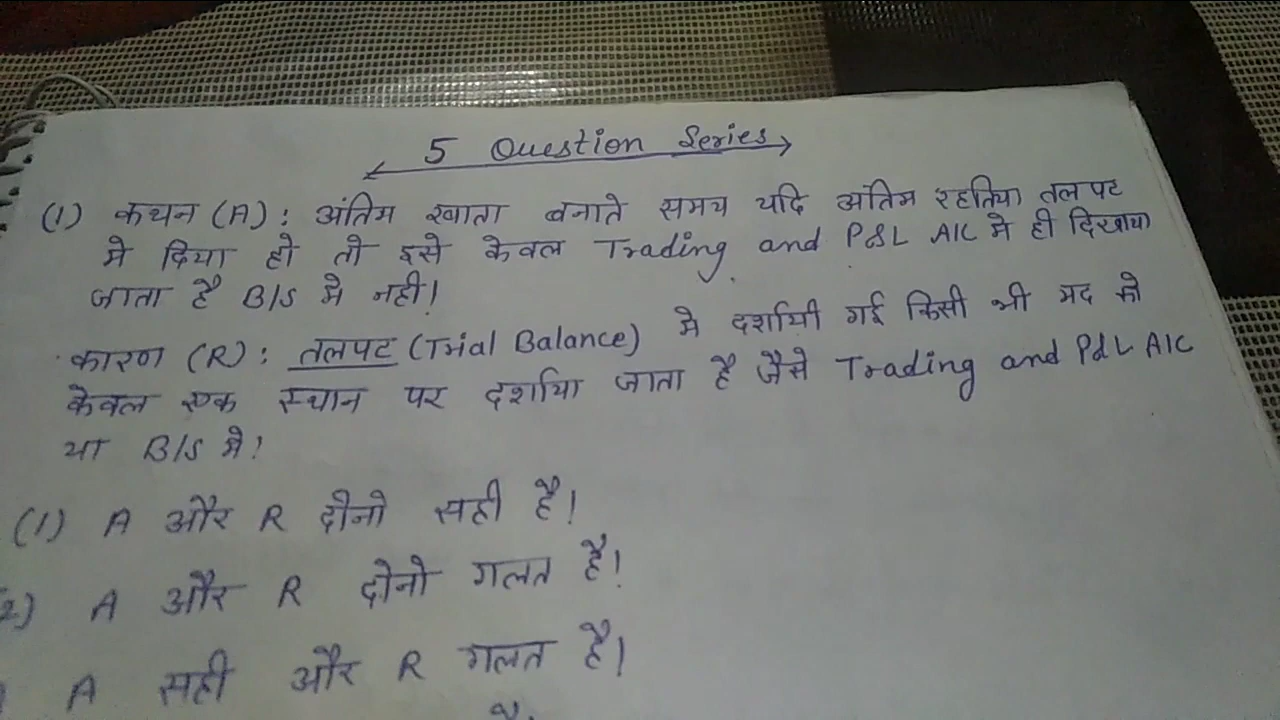 5 Question Series
(1) कथन (A) : अंतिम खाता बनाते समय यदि अंतिम रहतिया तलपट
मे दिया हो तो इसे केवल Trading and P&L A/C मे ही दिखाया
जाता है B/S मे नही।
कारण (R) : तलपट (Trial Balance) मे दर्शायी गई किसी भी मद को
केवल एक स्थान पर दर्शाया जाता है जैसे Trading and P&L A/C
या B/S मे।
(1) A और R दोनो सही है।
2) A और R दोनो गलत है।
A सही और R गलत है।